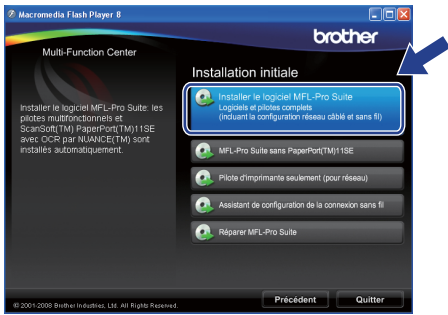 Macromedia Flash Player 8
brother
Multi-Function Center
Installation initiale
Installer le logiciel MFL-Pro Suite: les
pilotes multifonctionnels et
ScanSoft(TM) PaperPort(TM)11SE
avec OCR par NUANCE(TM) sont
installés automatiquement.
Installer le logiciel MFL-Pro Suite
Logiciels et pilotes complets
(incluant la configuration réseau câblé et sans fil)
MFL-Pro Suite sans PaperPort(TM)11SE
Pilote d'imprimante seulement (pour réseau)
Assistant de configuration de la connexion sans fil
Réparer MFL-Pro Suite
Précédent
Quitter
© 2001-2008 Brother Industries, Ltd. All Rights Reserved.